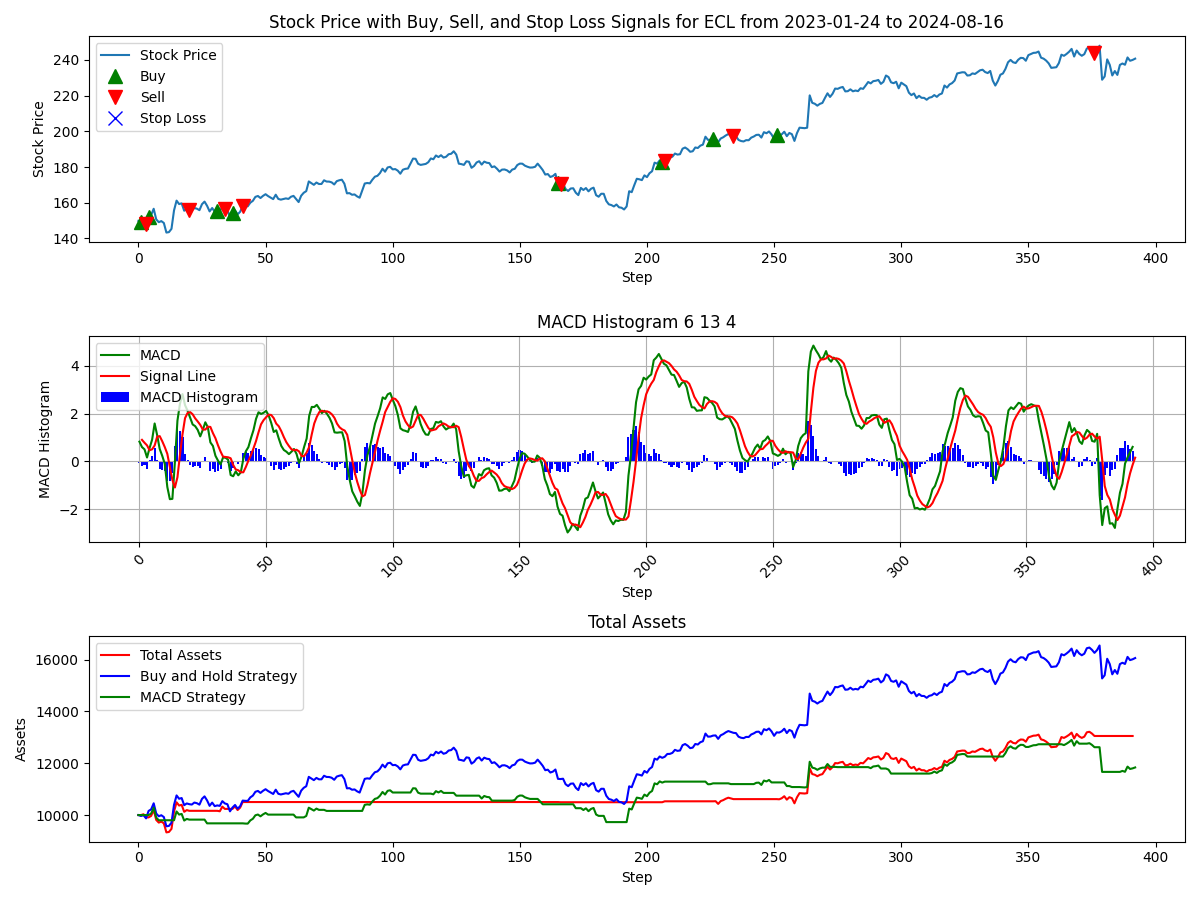 Stock Price with Buy, Sell, and Stop Loss Signals for ECL from 2023-01-24 to 2024-08-16
Stock Price
Buy
Sell
Stop Loss
Stock Price
240
220
200
180
160
140
0 50 100 150 200 250 300 350 400
Step
MACD Histogram 6 13 4
MACD
Signal Line
MACD Histogram
MACD Histogram
4
2
0
−2
0 50 100 150 200 250 300 350 400
Step
Total Assets
Total Assets
Buy and Hold Strategy
MACD Strategy
Assets
16000
14000
12000
10000
0 50 100 150 200 250 300 350 400
Step